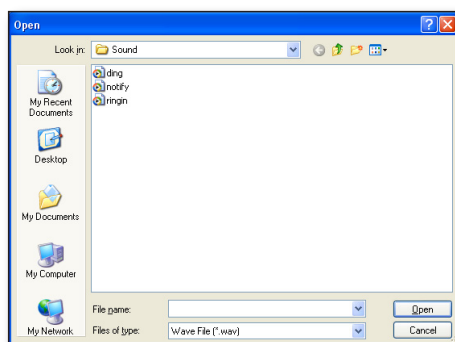 Open
Look in: Sound
ding
notify
ringin
My Recent
Documents
Desktop
My Documents
My Computer
My Network
File name:
Open
Files of type: Wave File (*.wav)
Cancel